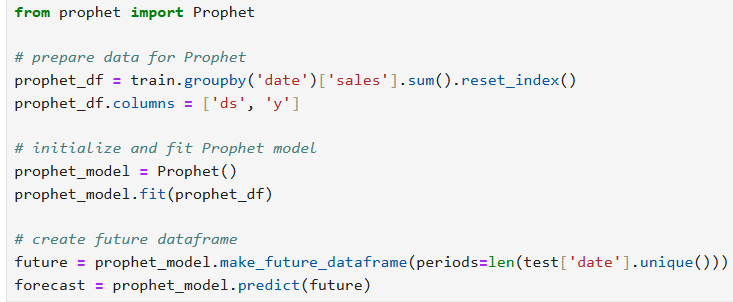 from prophet import Prophet
# prepare data for Prophet
prophet_df = train.groupby('date')['sales'].sum().reset_index()
prophet_df.columns = ['ds', 'y']
# initialize and fit Prophet model
prophet_model = Prophet()
prophet_model.fit(prophet_df)
# create future dataframe
future = prophet_model.make_future_dataframe(periods=len(test['date'].unique()))
forecast = prophet_model.predict(future)